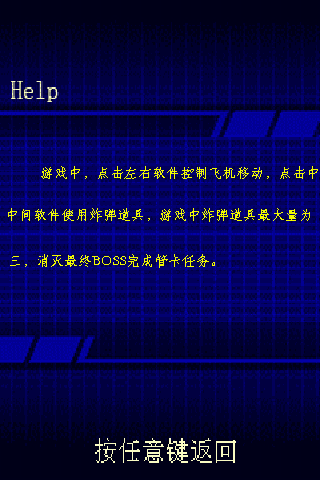 Help
游戏中，点击左右软件控制飞机移动，点击中
中间软件使用炸弹道具，游戏中炸弹道具最大量为
三，消灭最终BOSS完成管卡任务。
按任意键返回